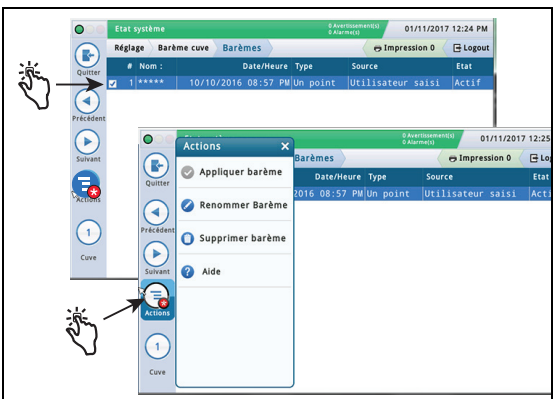 Etat système
0 Avertissement(s)
0 Alarme(s)
01/11/2017 12:24 PM
Réglage Barème cuve Barèmes Impression 0 Logout
Quitter
# Nom : Date/Heure Type Source Etat
1 ***** 10/10/2016 08:57 PM Un point Utilisateur saisi Actif
Précédent
Suivant
Actions
1
Cuve
0 Avertissement(s)
0 Alarme(s)
01/11/2017 12:25
Actions X
Barèmes Impression 0 Lo
Quitter
Date/Heure Type Source Etat
2016 08:57 PM Un point Utilisateur saisi Acti
Appliquer barème
Renommer Barème
Supprimer barème
Aide
Précédent
Suivant
Actions
1
Cuve